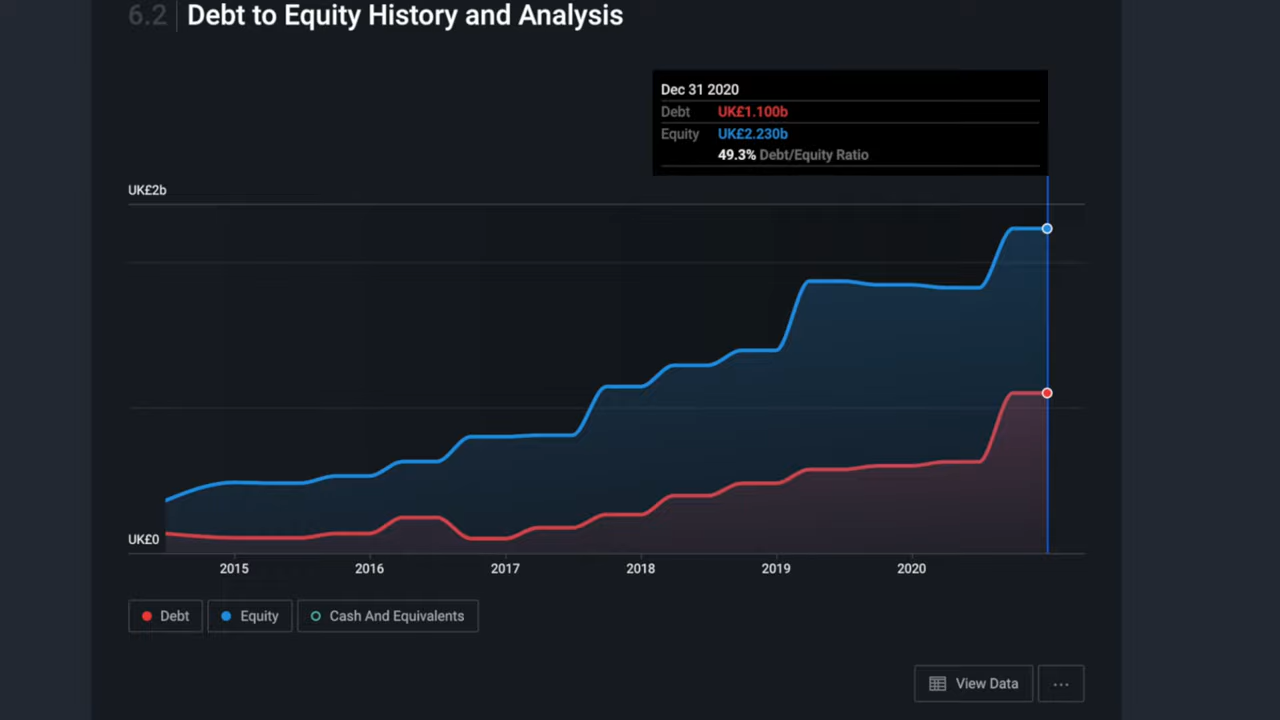 6.2 Debt to Equity History and Analysis
Dec 31 2020
Debt UK£1.100b
Equity UK£2.230b
49.3% Debt/Equity Ratio
UK£2b
UK£0
2015 2016 2017 2018 2019 2020
Debt Equity Cash And Equivalents
View Data ...